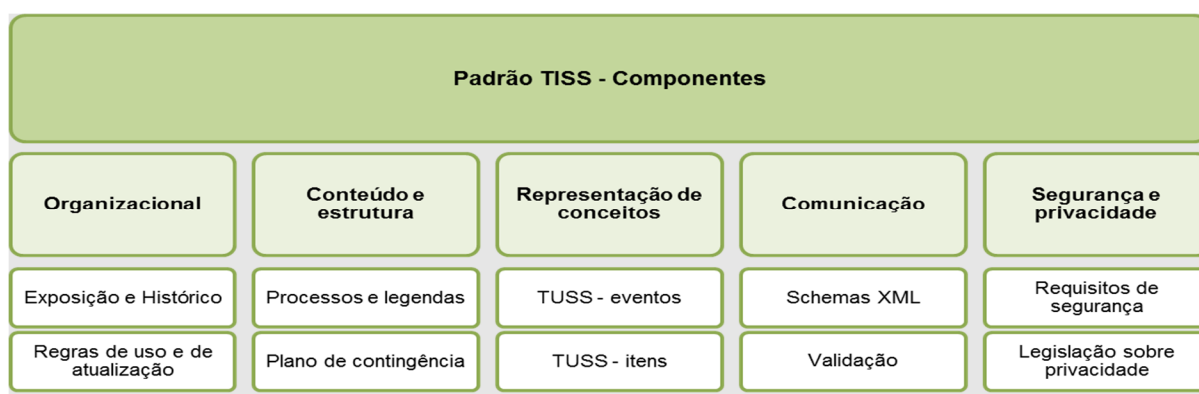 Padrão TISS - Componentes
Organizacional
Conteúdo e
estrutura
Representação de
conceitos
Comunicação
Segurança e
privacidade
Exposição e Histórico
Processos e legendas
TUSS - eventos
Schemas XML
Requisitos de
segurança
Regras de uso e de
atualização
Plano de contingência
TUSS - itens
Validação
Legislação sobre
privacidade